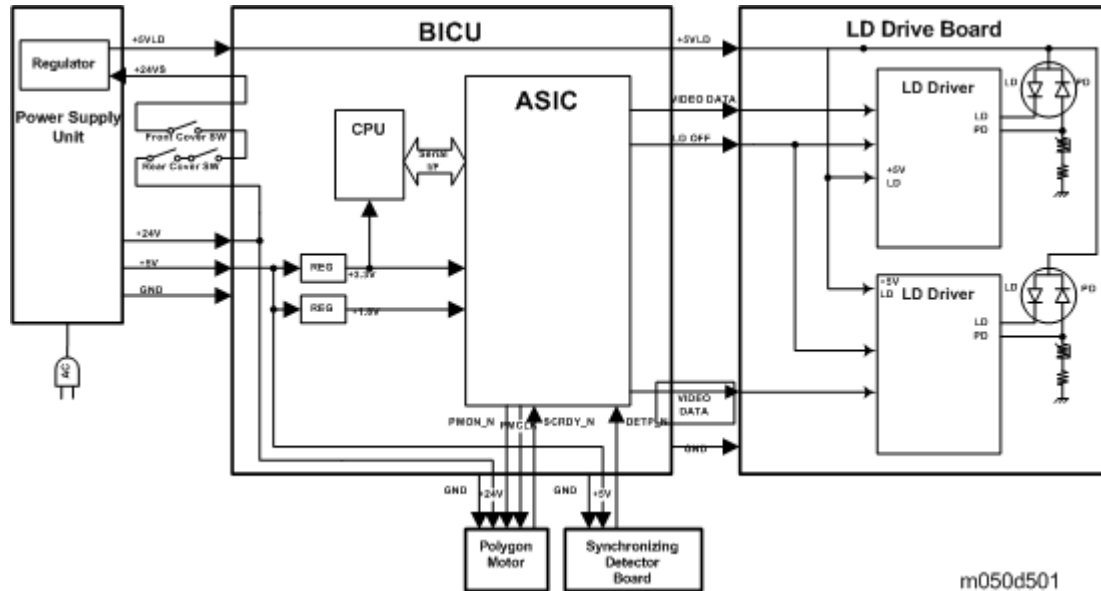 BICU
LD Drive Board
+5VLD
+5VLD
Regulator
+24VS
Power Supply
Unit
Front Cover SW
Rear Cover SW
CPU
Serial
I/F
ASIC
VIDEO DATA
LD OFF
LD Driver
LD
PD
LD
PD
+5V
LD
+24V
+5V
GND
REG
+3.3V
REG
LD Driver
+5V
LD
LD
PD
LD
PD
AC
VIDEO
DATA
PMON_N
PMCLK
SCRDY_N
DETP_N
GND
GND
+24V
GND
+5V
Polygon
Motor
Synchronizing
Detector
Board
m050d501